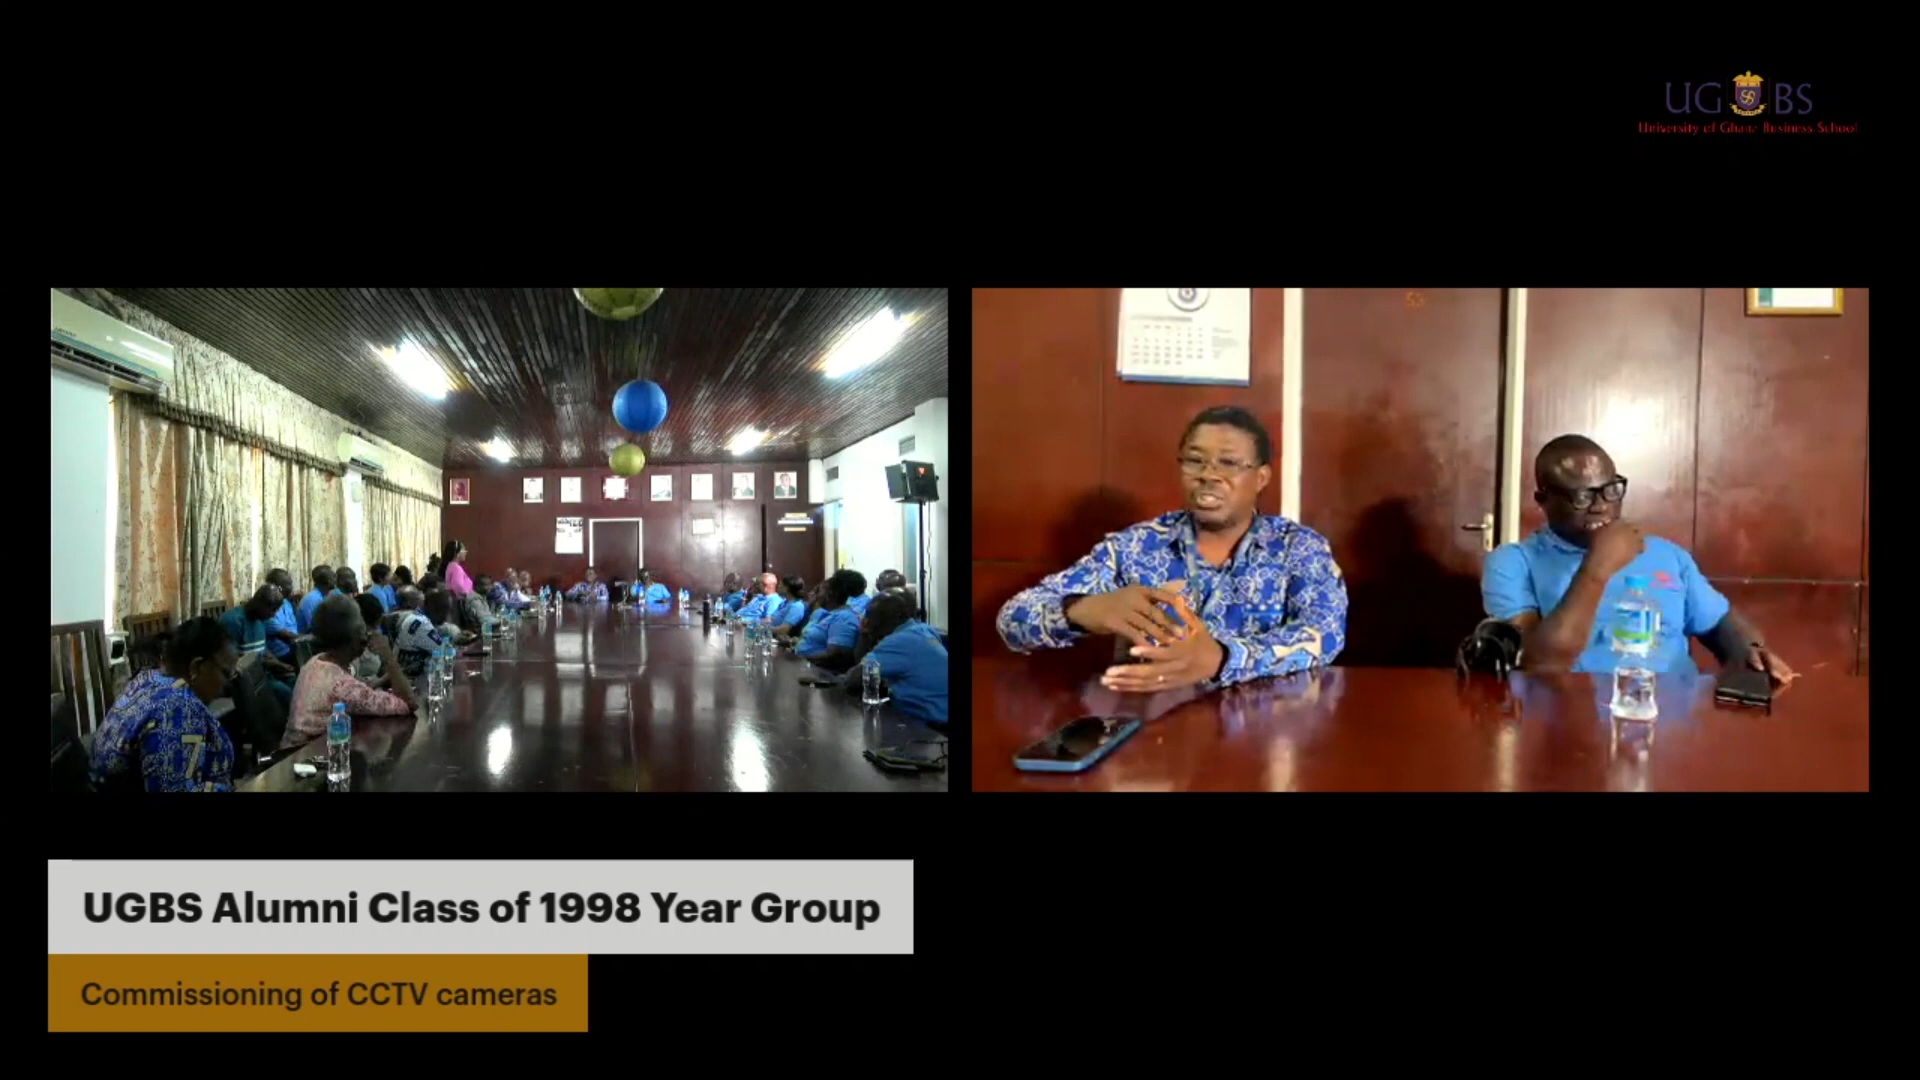 UGBS
University of Ghana Business School
UGBS Alumni Class of 1998 Year Group
Commissioning of CCTV cameras